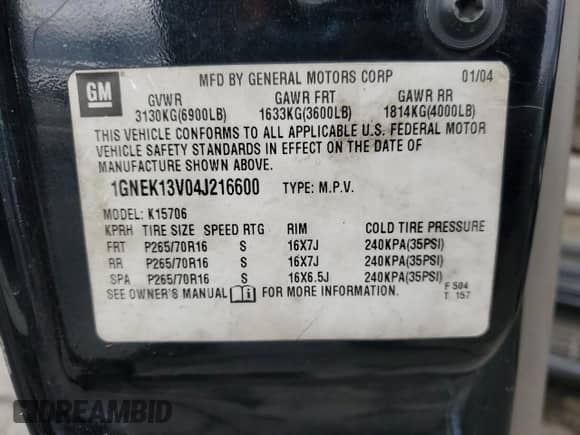 GM
MFD BY GENERAL MOTORS CORP 01/04
GVWR GAWR FRT GAWR RR
3130KG(6900LB) 1633KG(3600LB) 1814KG(4000LB)
THIS VEHICLE CONFORMS TO ALL APPLICABLE U.S. FEDERAL MOTOR
VEHICLE SAFETY STANDARDS IN EFFECT ON THE DATE OF
MANUFACTURE SHOWN ABOVE.
1GNEK13V04J216600 TYPE: M.P.V.
MODEL: K15706
KPRH TIRE SIZE SPEED RTG RIM COLD TIRE PRESSURE
FRT P265/70R16 S 16X7J 240KPA(35PSI)
RR P265/70R16 S 16X7J 240KPA(35PSI)
SPA P265/70R16 S 16X6.5J 240KPA(35PSI)
SEE OWNER'S MANUAL FOR MORE INFORMATION.
F S04
T 157
DREAMBID